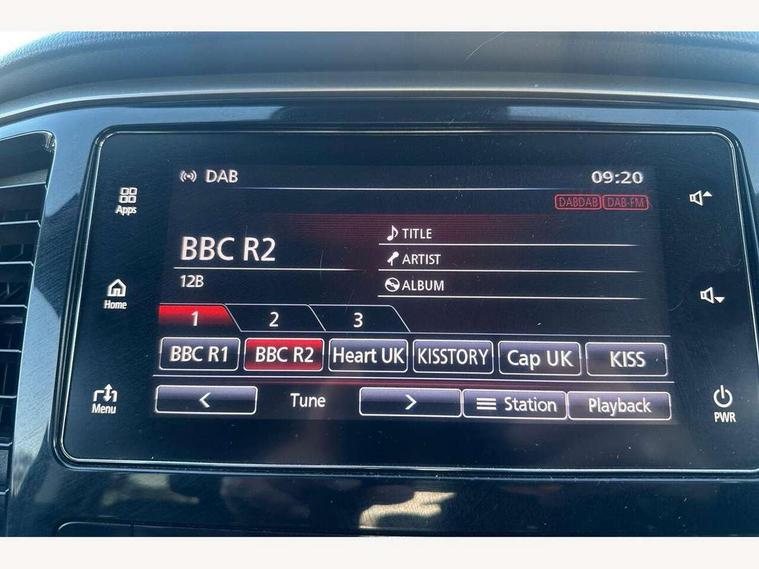 DAB 09:20
DABDAB DAB-FM
Apps
BBC R2
TITLE
ARTIST
12B
ALBUM
Home
1 2 3
BBC R1 BBC R2 Heart UK KISSTORY Cap UK KISS
Menu
< Tune > Station Playback
PWR